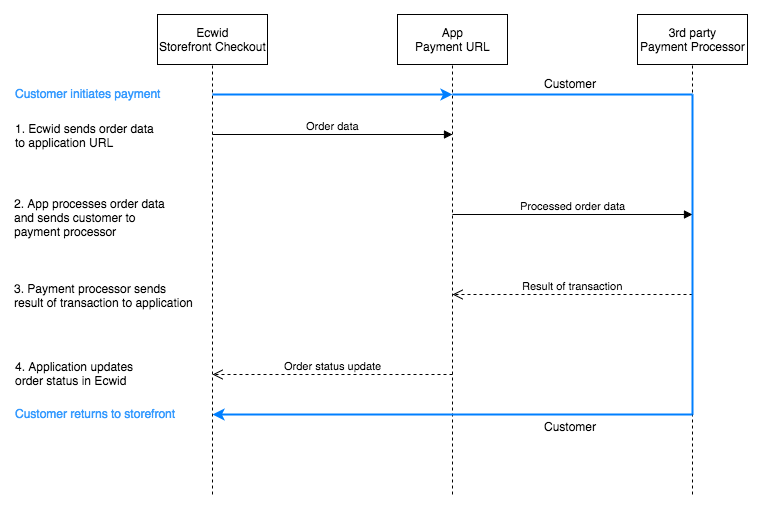 Ecwid
Storefront Checkout
App
Payment URL
3rd party
Payment Processor
Customer initiates payment
Customer
1. Ecwid sends order data
to application URL
Order data
2. App processes order data
and sends customer to
payment processor
Processed order data
3. Payment processor sends
result of transaction to application
Result of transaction
4. Application updates
order status in Ecwid
Order status update
Customer returns to storefront
Customer